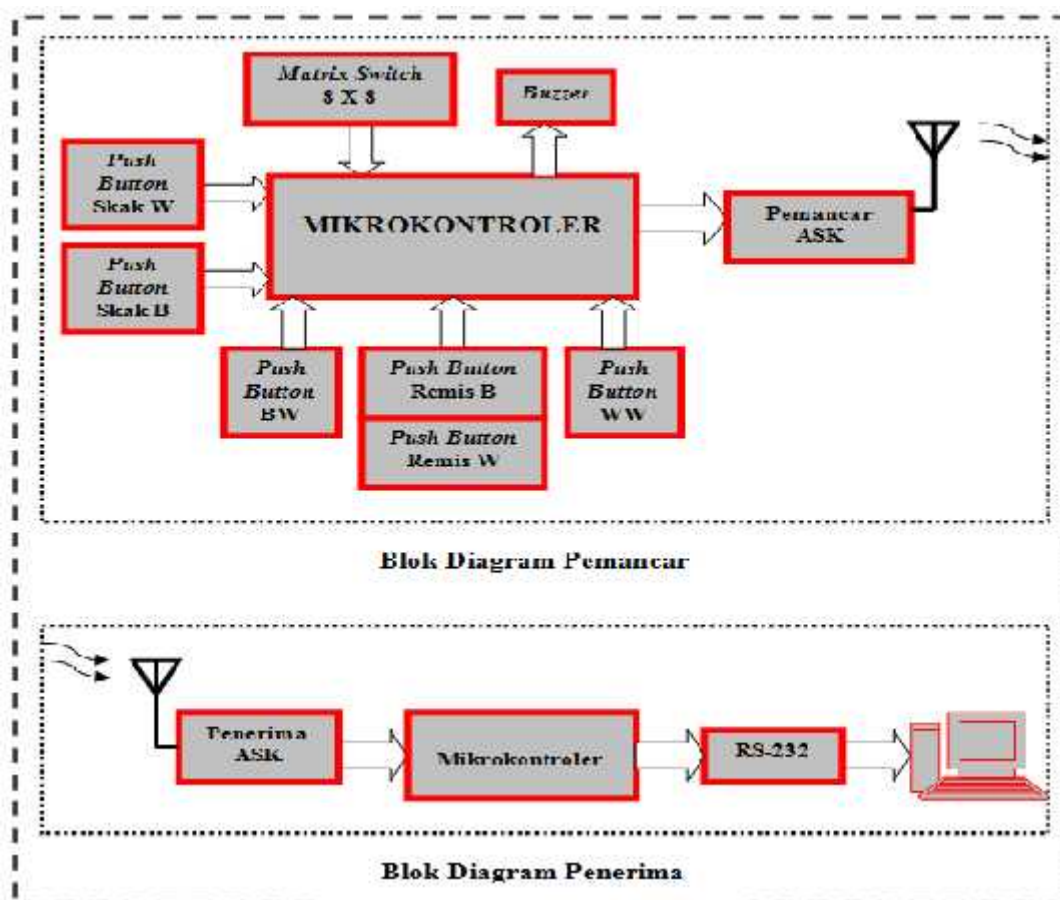 Matrix Switch
8 X 8
Buzzer
Push
Button
Skak W
MIKROKONTROLER
Pemancar
ASK
Push
Button
Skak B
Push
Button
BW
Push Button
Remis B
Push Button
Remis W
Push
Button
WW
Blok Diagram Pemancar
Penerima
ASK
Mikrokontroler
RS-232
Blok Diagram Penerima